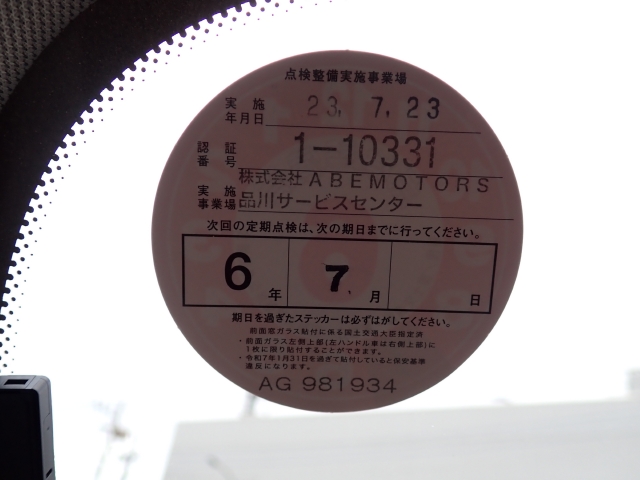 点検整備実施事業場
実施年月日 23, 7, 23
認証番号 1-10331
株式会社ABEMOTORS
実施事業場 品川サービスセンター
次回の定期点検は、次の期日までに行ってください。
6年 7.月 日
期日を過ぎたステッカーは必ずはがしてください。
前面窓ガラス貼付に係る国土交通大臣指定済
・前面ガラス左側上部(左ハンドル車は右側上部)に
1枚に限り貼付することができます。
・令和7年1月31日を過ぎて貼付していると保安基準
違反になります。
AG 981934